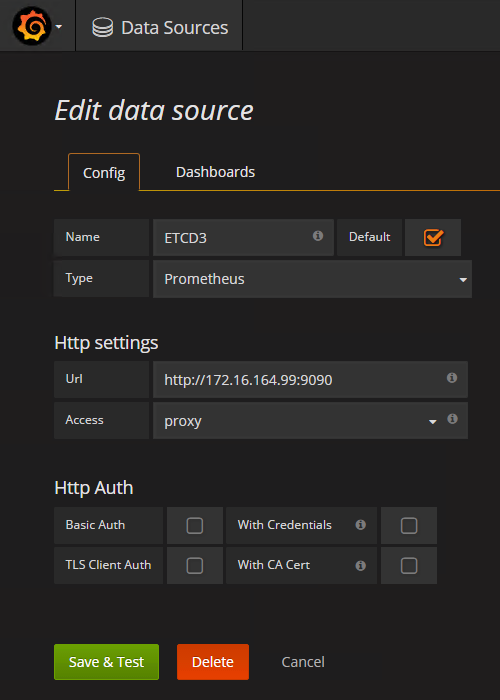 Data Sources
Edit data source
Config Dashboards
Name ETCD3 Default
Type Prometheus
Http settings
Url http://172.16.164.99:9090
Access proxy
Http Auth
Basic Auth With Credentials
TLS Client Auth With CA Cert
Save & Test Delete Cancel